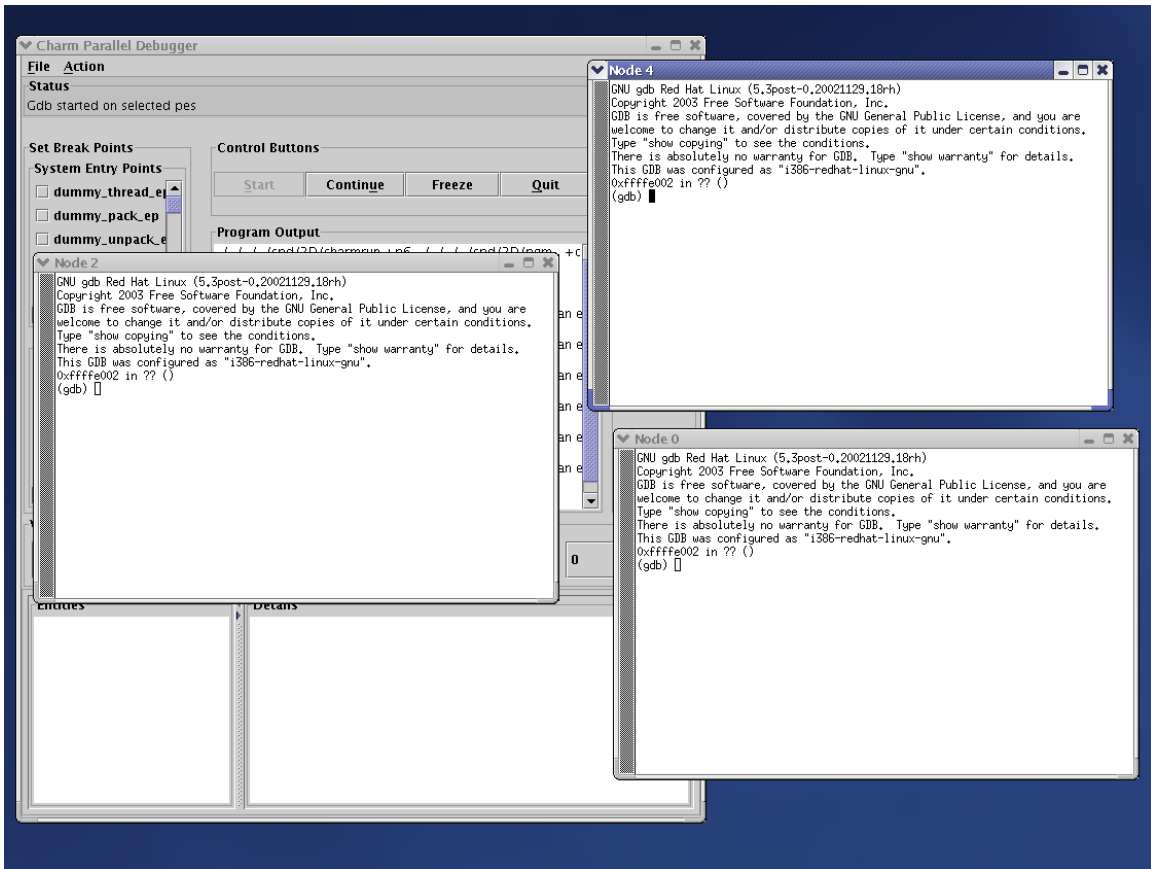 Charm Parallel Debugger
File Action
Status
Gdb started on selected pes
Set Break Points
System Entry Points
dummy_thread_ep
dummy_pack_ep
dummy_unpack_e
Control Buttons
Start Continue Freeze Quit
Program Output
an e
an e
an e
an e
an e
an e
0
Entities
Details
Node 2
GNU gdb Red Hat Linux (5.3post-0.20021129.18rh)
Copyright 2003 Free Software Foundation, Inc.
GDB is free software, covered by the GNU General Public License, and you are
welcome to change it and/or distribute copies of it under certain conditions.
Type "show copying" to see the conditions.
There is absolutely no warranty for GDB.  Type "show warranty" for details.
This GDB was configured as "i386-redhat-linux-gnu".
0xffffe002 in ?? ()
(gdb)
Node 4
GNU gdb Red Hat Linux (5.3post-0.20021129.18rh)
Copyright 2003 Free Software Foundation, Inc.
GDB is free software, covered by the GNU General Public License, and you are
welcome to change it and/or distribute copies of it under certain conditions.
Type "show copying" to see the conditions.
There is absolutely no warranty for GDB.  Type "show warranty" for details.
This GDB was configured as "i386-redhat-linux-gnu".
0xffffe002 in ?? ()
(gdb)
Node 0
GNU gdb Red Hat Linux (5.3post-0.20021129.18rh)
Copyright 2003 Free Software Foundation, Inc.
GDB is free software, covered by the GNU General Public License, and you are
welcome to change it and/or distribute copies of it under certain conditions.
Type "show copying" to see the conditions.
There is absolutely no warranty for GDB.  Type "show warranty" for details.
This GDB was configured as "i386-redhat-linux-gnu".
0xffffe002 in ?? ()
(gdb)